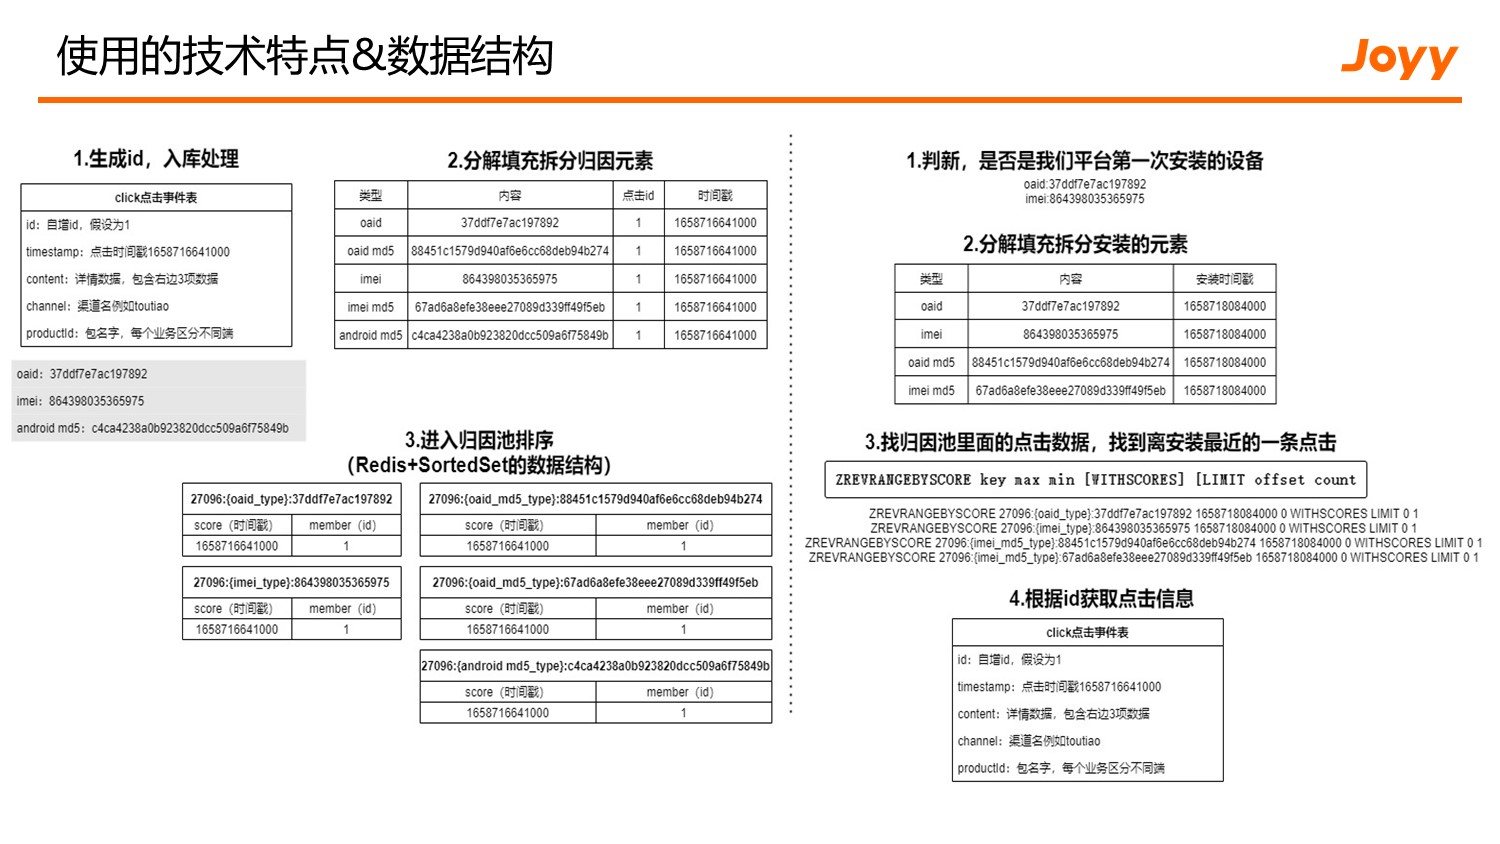 使用的技术特点&数据结构
Joyy
1.生成id，入库处理
click点击事件表
id：自增id，假设为1
timestamp：点击时间戳1658716641000
content：详情数据，包含右边3项数据
channel：渠道名例如toutiao
productId：包名字，每个业务区分不同端
oaid：37ddf7e7ac197892
imei：864398035365975
android md5：c4ca4238a0b923820dcc509a6f75849b
2.分解填充拆分归因元素
类型 内容 点击id 时间戳
oaid 37ddf7e7ac197892 1 1658716641000
oaid md5 88451c1579d940af6e6cc68deb94b274 1 1658716641000
imei 864398035365975 1 1658716641000
imei md5 67ad6a8efe38eee27089d339ff49f5eb 1 1658716641000
android md5 c4ca4238a0b923820dcc509a6f75849b 1 1658716641000
3.进入归因池排序
（Redis+SortedSet的数据结构）
27096:{oaid_type}:37ddf7e7ac197892
score（时间戳） member（id）
1658716641000 1
27096:{oaid_md5_type}:88451c1579d940af6e6cc68deb94b274
score（时间戳） member（id）
1658716641000 1
27096:{imei_type}:864398035365975
score（时间戳） member（id）
1658716641000 1
27096:{oaid_md5_type}:67ad6a8efe38eee27089d339ff49f5eb
score（时间戳） member（id）
1658716641000 1
27096:{android md5_type}:c4ca4238a0b923820dcc509a6f75849b
score（时间戳） member（id）
1658716641000 1
1.判新，是否是我们平台第一次安装的设备
oaid:37ddf7e7ac197892
imei:864398035365975
2.分解填充拆分安装的元素
类型 内容 安装时间戳
oaid 37ddf7e7ac197892 1658718084000
imei 864398035365975 1658718084000
oaid md5 88451c1579d940af6e6cc68deb94b274 1658718084000
imei md5 67ad6a8efe38eee27089d339ff49f5eb 1658718084000
3.找归因池里面的点击数据，找到离安装最近的一条点击
ZREVRANGEBYSCORE key max min [WITHSCORES] [LIMIT offset count
ZREVRANGEBYSCORE 27096:{oaid_type}:37ddf7e7ac197892 1658718084000 0 WITHSCORES LIMIT 0 1
ZREVRANGEBYSCORE 27096:{imei_type}:864398035365975 1658718084000 0 WITHSCORES LIMIT 0 1
ZREVRANGEBYSCORE 27096:{imei_md5_type}:88451c1579d940af6e6cc68deb94b274 1658718084000 0 WITHSCORES LIMIT 0 1
ZREVRANGEBYSCORE 27096:{imei_md5_type}:67ad6a8efe38eee27089d339ff49f5eb 1658718084000 0 WITHSCORES LIMIT 0 1
4.根据id获取点击信息
click点击事件表
id：自增id，假设为1
timestamp：点击时间戳1658716641000
content：详情数据，包含右边3项数据
channel：渠道名例如toutiao
productId：包名字，每个业务区分不同端